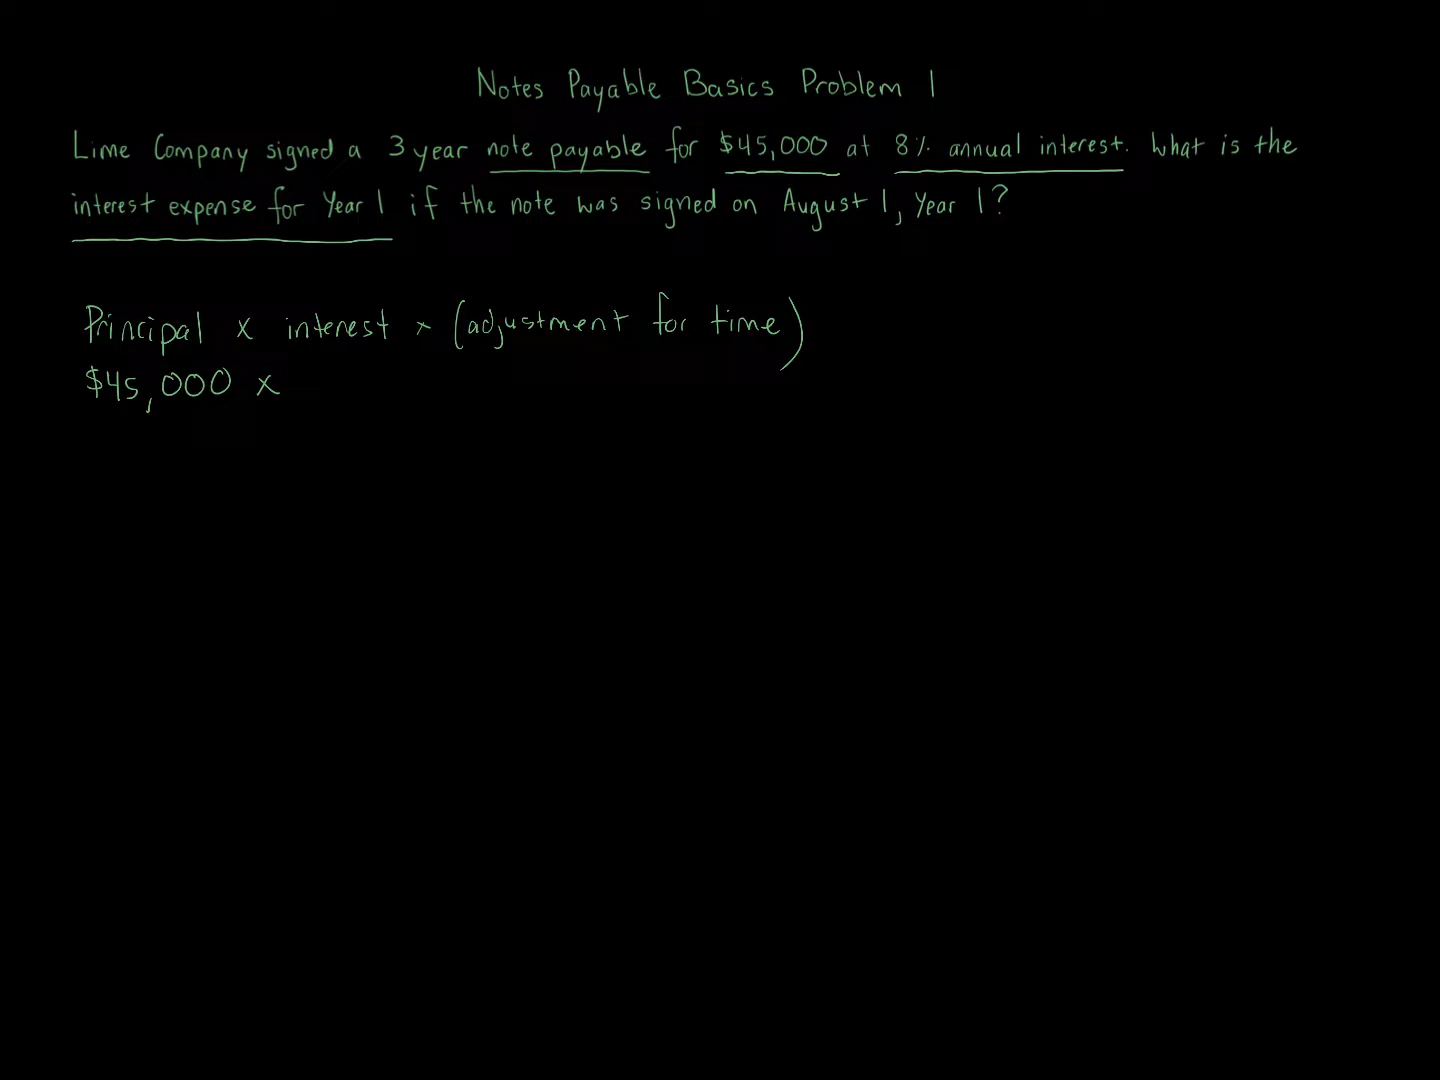 Notes Payable Basics Problem 1
Lime Company signed a 3 year note payable for $45,000 at 8% annual interest. What is the
interest expense for Year 1 if the note was signed on August 1, Year 1?
Principal x interest x (adjustment for time)
$45,000 x